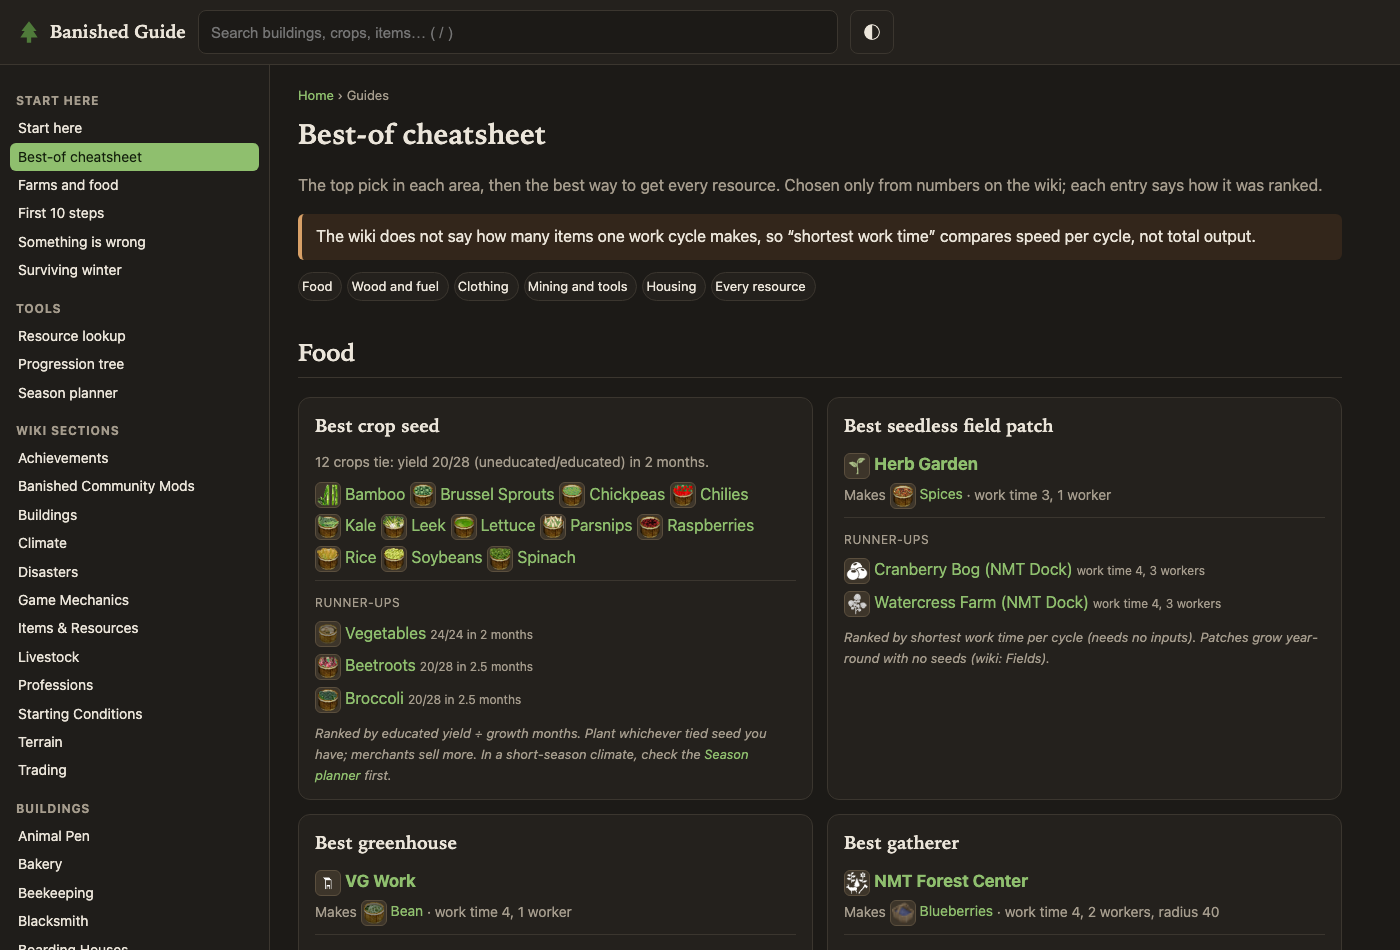 Banished Guide
Search buildings, crops, items… ( / )
START HERE
Start here
Best-of cheatsheet
Farms and food
First 10 steps
Something is wrong
Surviving winter
TOOLS
Resource lookup
Progression tree
Season planner
WIKI SECTIONS
Achievements
Banished Community Mods
Buildings
Climate
Disasters
Game Mechanics
Items & Resources
Livestock
Professions
Starting Conditions
Terrain
Trading
BUILDINGS
Animal Pen
Bakery
Beekeeping
Blacksmith
Boarding Houses
Home › Guides
Best-of cheatsheet
The top pick in each area, then the best way to get every resource. Chosen only from numbers on the wiki; each entry says how it was ranked.
The wiki does not say how many items one work cycle makes, so “shortest work time” compares speed per cycle, not total output.
Food Wood and fuel Clothing Mining and tools Housing Every resource
Food
Best crop seed
12 crops tie: yield 20/28 (uneducated/educated) in 2 months.
Bamboo Brussel Sprouts Chickpeas Chilies
Kale Leek Lettuce Parsnips Raspberries
Rice Soybeans Spinach
RUNNER-UPS
Vegetables 24/24 in 2 months
Beetroots 20/28 in 2.5 months
Broccoli 20/28 in 2.5 months
Ranked by educated yield ÷ growth months. Plant whichever tied seed you
have; merchants sell more. In a short-season climate, check the Season
planner first.
Best seedless field patch
Herb Garden
Makes Spices · work time 3, 1 worker
RUNNER-UPS
Cranberry Bog (NMT Dock) work time 4, 3 workers
Watercress Farm (NMT Dock) work time 4, 3 workers
Ranked by shortest work time per cycle (needs no inputs). Patches grow year-
round with no seeds (wiki: Fields).
Best greenhouse
VG Work
Makes Bean · work time 4, 1 worker
Best gatherer
NMT Forest Center
Makes Blueberries · work time 4, 2 workers, radius 40